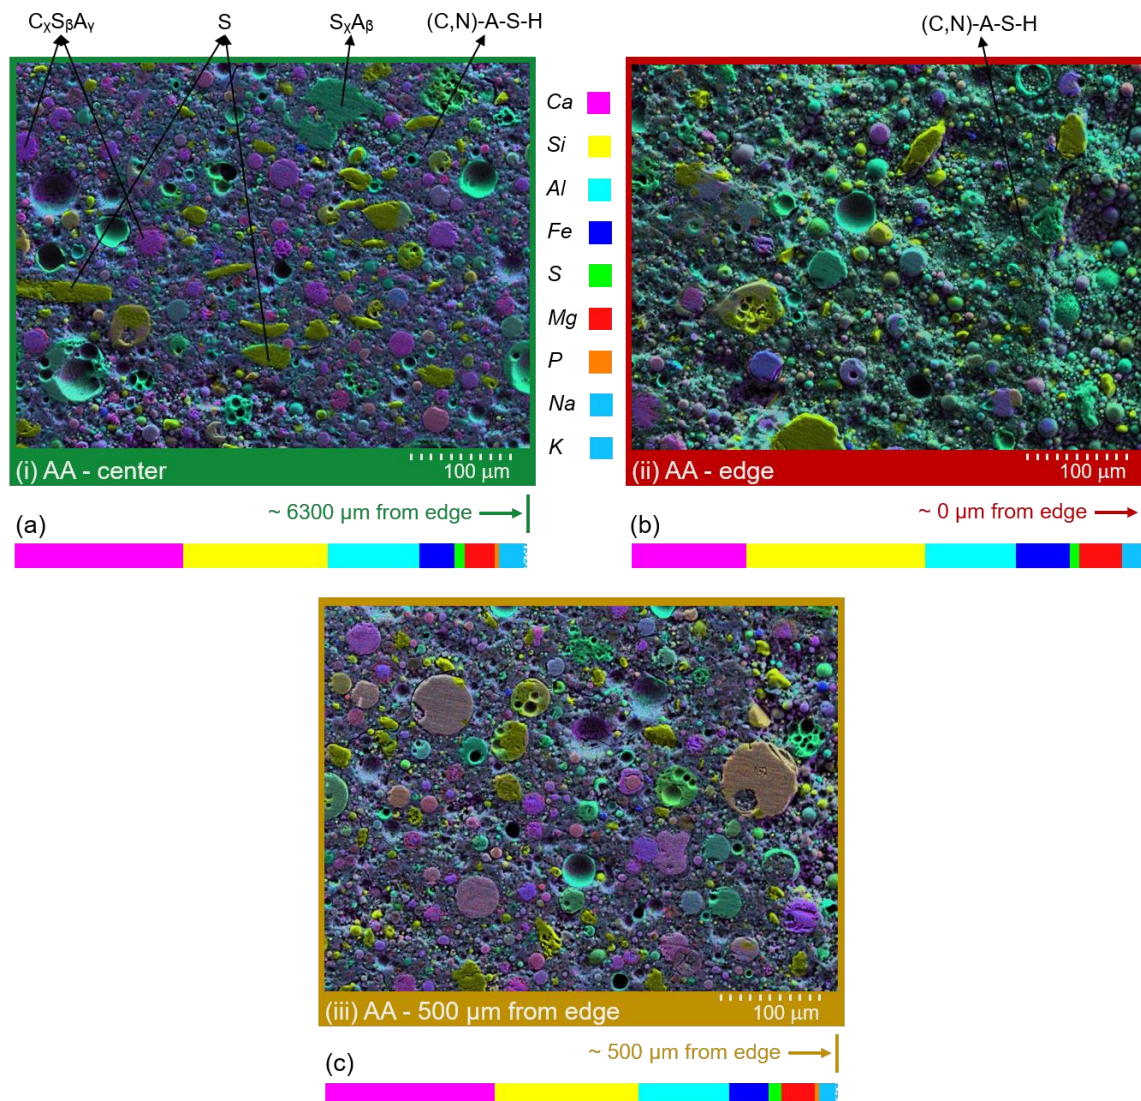 CχSβAγ
S
SχAβ
(C,N)-A-S-H
(C,N)-A-S-H
Ca
Si
Al
Fe
S
Mg
P
Na
K
(i) AA - center
100 µm
(ii) AA - edge
100 µm
~ 6300 µm from edge
(a)
~ 0 µm from edge
(b)
(iii) AA - 500 µm from edge
100 µm
~ 500 µm from edge
(c)